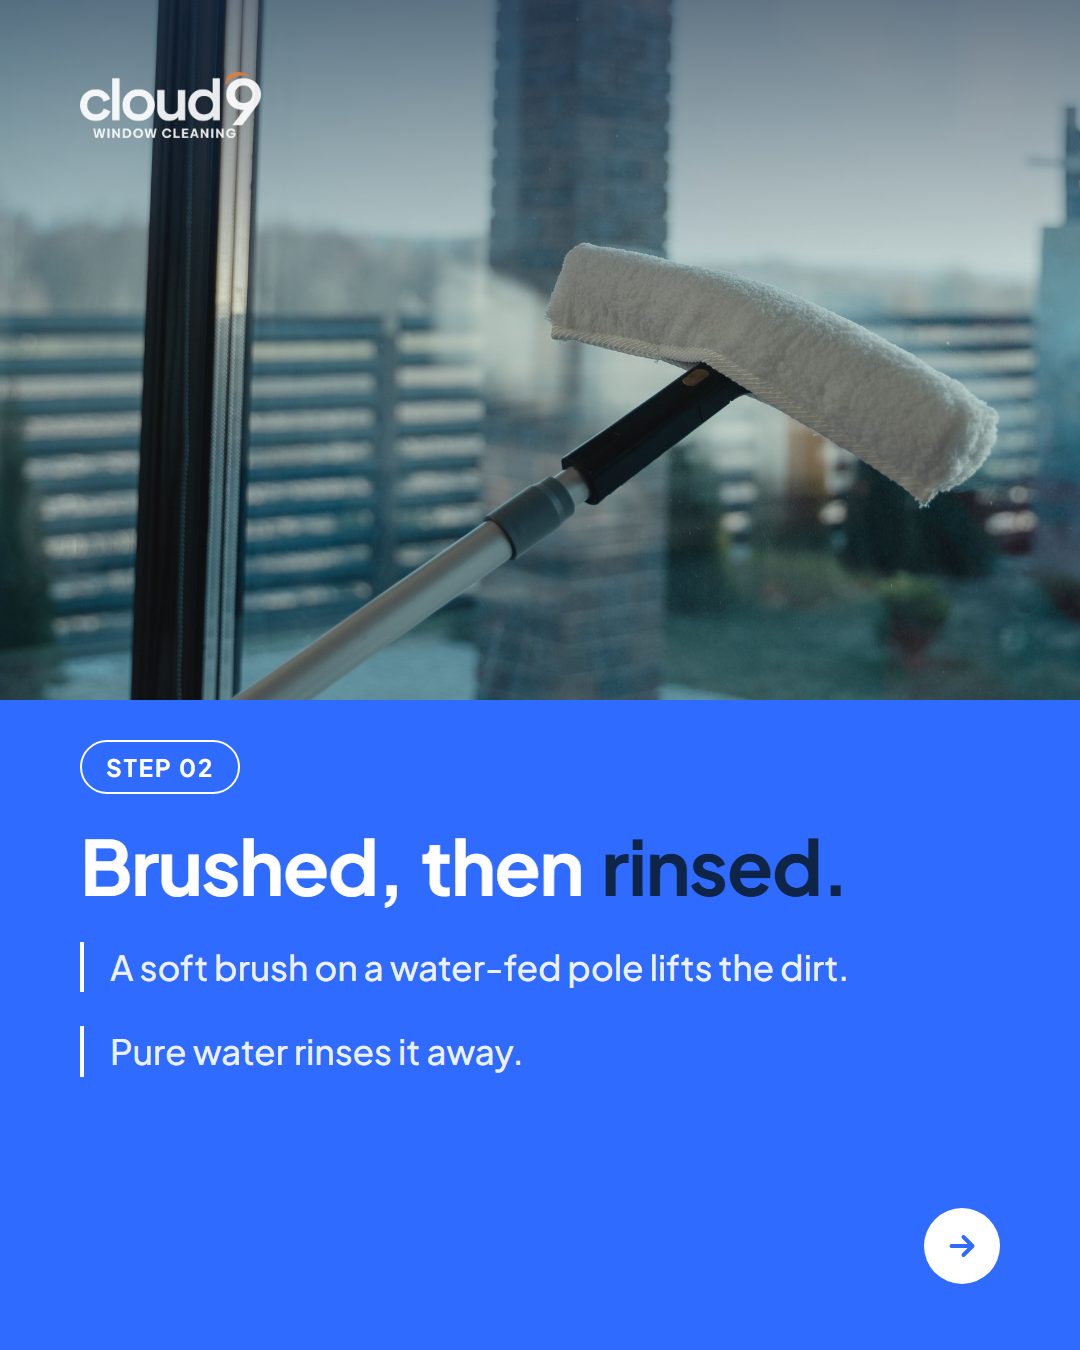 cloud9
WINDOW CLEANING
STEP 02
Brushed, then rinsed.
A soft brush on a water-fed pole lifts the dirt.
Pure water rinses it away.